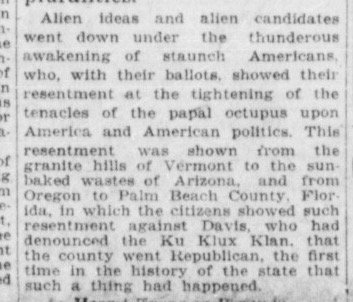 Alien ideas and alien candidates
went down under the thunderous
awakening of staunch Americans,
who, with their ballots, showed their
resentment at the tightening of the
tenacles of the papal octupus upon
America and American politics. This
resentment was shown from the
granite hills of Vermont to the sun-
baked wastes of Arizona, and from
Oregon to Palm Beach County, Flor-
ida, in which the citizens showed such
resentment against Davis, who had
denounced the Ku Klux Klan, that
the county went Republican, the first
time in the history of the state that
such a thing had happened.